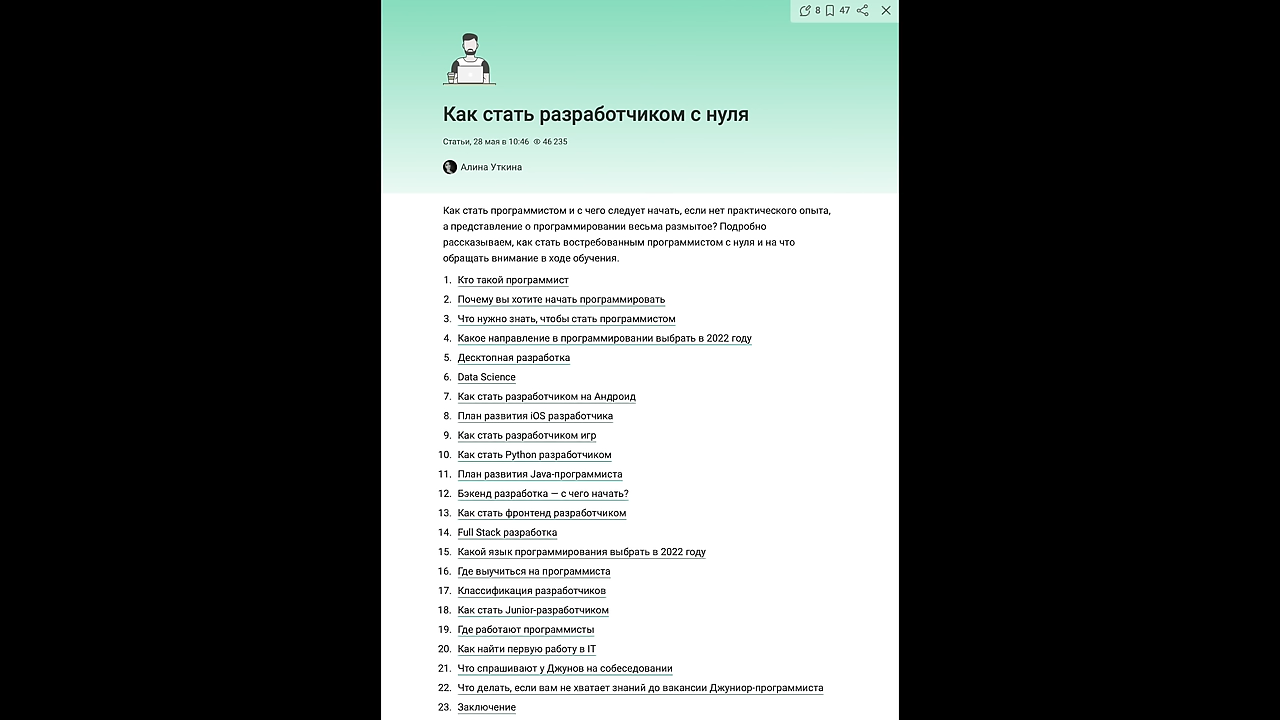 8 47
Как стать разработчиком с нуля
Статьи, 28 мая в 10:46 46 235
Алина Уткина
Как стать программистом и с чего следует начать, если нет практического опыта,
а представление о программировании весьма размытое? Подробно
рассказываем, как стать востребованным программистом с нуля и на что
обращать внимание в ходе обучения.
1. Кто такой программист
2. Почему вы хотите начать программировать
3. Что нужно знать, чтобы стать программистом
4. Какое направление в программировании выбрать в 2022 году
5. Десктопная разработка
6. Data Science
7. Как стать разработчиком на Андроид
8. План развития iOS разработчика
9. Как стать разработчиком игр
10. Как стать Python разработчиком
11. План развития Java-программиста
12. Бэкенд разработка — с чего начать?
13. Как стать фронтенд разработчиком
14. Full Stack разработка
15. Какой язык программирования выбрать в 2022 году
16. Где выучиться на программиста
17. Классификация разработчиков
18. Как стать Junior-разработчиком
19. Где работают программисты
20. Как найти первую работу в IT
21. Что спрашивают у Джунов на собеседовании
22. Что делать, если вам не хватает знаний до вакансии Джуниор-программиста
23. Заключение